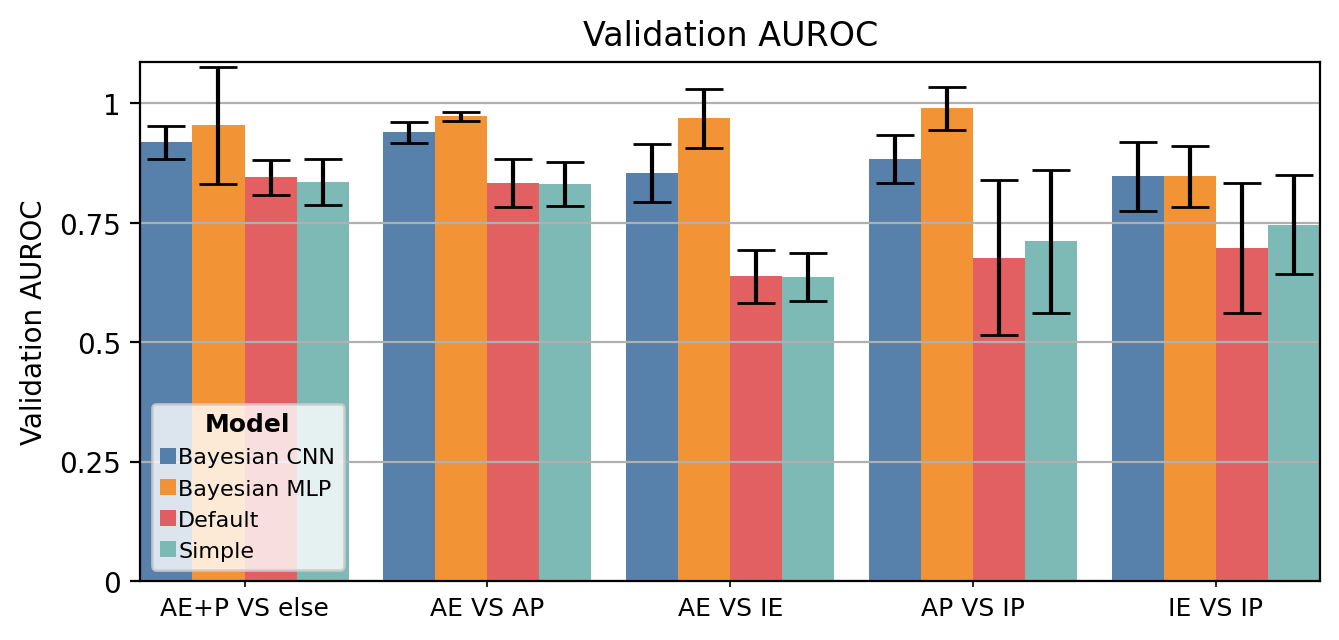 Validation AUROC
Validation AUROC
1
0.75
0.5
0.25
0
Model
Bayesian CNN
Bayesian MLP
Default
Simple
AE+P VS else
AE VS AP
AE VS IE
AP VS IP
IE VS IP